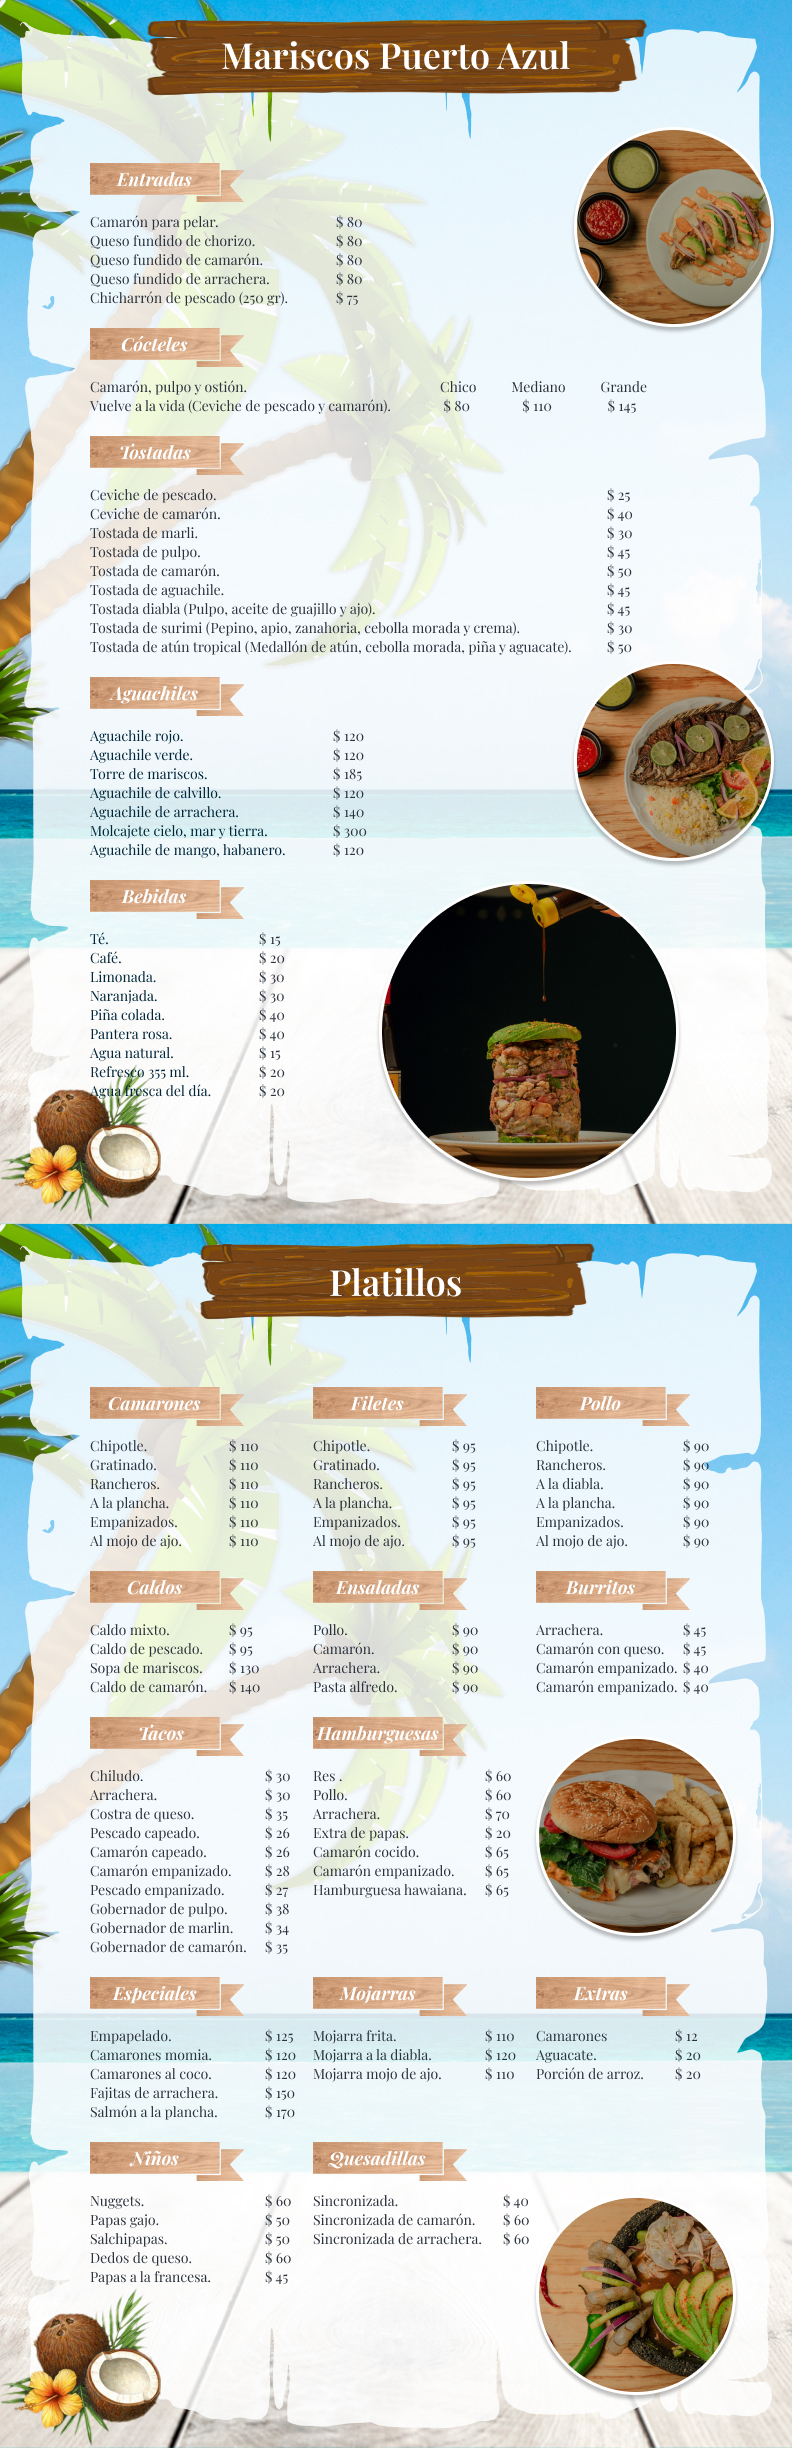 Mariscos Puerto Azul
Entradas
Camarón para pelar. $ 80
Queso fundido de chorizo. $ 80
Queso fundido de camarón. $ 80
Queso fundido de arrachera. $ 80
Chicharrón de pescado (250 gr). $ 75
Cócteles
Camarón, pulpo y ostión. Chico Mediano Grande
Vuelve a la vida (Ceviche de pescado y camarón). $ 80 $ 110 $ 145
Tostadas
Ceviche de pescado. $ 25
Ceviche de camarón. $ 40
Tostada de marli. $ 30
Tostada de pulpo. $ 45
Tostada de camarón. $ 50
Tostada de aguachile. $ 45
Tostada diabla (Pulpo, aceite de guajillo y ajo). $ 45
Tostada de surimi (Pepino, apio, zanahoria, cebolla morada y crema). $ 30
Tostada de atún tropical (Medallón de atún, cebolla morada, piña y aguacate). $ 50
Aguachiles
Aguachile rojo. $ 120
Aguachile verde. $ 120
Torre de mariscos. $ 185
Aguachile de calvillo. $ 120
Aguachile de arrachera. $ 140
Molcajete cielo, mar y tierra. $ 300
Aguachile de mango, habanero. $ 120
Bebidas
Té. $ 15
Café. $ 20
Limonada. $ 30
Naranjada. $ 30
Piña colada. $ 40
Pantera rosa. $ 40
Agua natural. $ 15
Refresco 355 ml. $ 20
Agua fresca del día. $ 20
Platillos
Camarones Filetes Pollo
Chipotle. $ 110 Chipotle. $ 95 Chipotle. $ 90
Gratinado. $ 110 Gratinado. $ 95 Rancheros. $ 90
Rancheros. $ 110 Rancheros. $ 95 A la diabla. $ 90
A la plancha. $ 110 A la plancha. $ 95 A la plancha. $ 90
Empanizados. $ 110 Empanizados. $ 95 Empanizados. $ 90
Al mojo de ajo. $ 110 Al mojo de ajo. $ 95 Al mojo de ajo. $ 90
Caldos Ensaladas Burritos
Caldo mixto. $ 95 Pollo. $ 90 Arrachera. $ 45
Caldo de pescado. $ 95 Camarón. $ 90 Camarón con queso. $ 45
Sopa de mariscos. $ 130 Arrachera. $ 90 Camarón empanizado. $ 40
Caldo de camarón. $ 140 Pasta alfredo. $ 90 Camarón empanizado. $ 40
Tacos Hamburguesas
Chiludo. $ 30 Res . $ 60
Arrachera. $ 30 Pollo. $ 60
Costra de queso. $ 35 Arrachera. $ 70
Pescado capeado. $ 26 Extra de papas. $ 20
Camarón capeado. $ 26 Camarón cocido. $ 65
Camarón empanizado. $ 28 Camarón empanizado. $ 65
Pescado empanizado. $ 27 Hamburguesa hawaiana. $ 65
Gobernador de pulpo. $ 38
Gobernador de marlin. $ 34
Gobernador de camarón. $ 35
Especiales Mojarras Extras
Empapelado. $ 125 Mojarra frita. $ 110 Camarones $ 12
Camarones momia. $ 120 Mojarra a la diabla. $ 120 Aguacate. $ 20
Camarones al coco. $ 120 Mojarra mojo de ajo. $ 110 Porción de arroz. $ 20
Fajitas de arrachera. $ 150
Salmón a la plancha. $ 170
Niños Quesadillas
Nuggets. $ 60 Sincronizada. $ 40
Papas gajo. $ 50 Sincronizada de camarón. $ 60
Salchipapas. $ 50 Sincronizada de arrachera. $ 60
Dedos de queso. $ 60
Papas a la francesa. $ 45